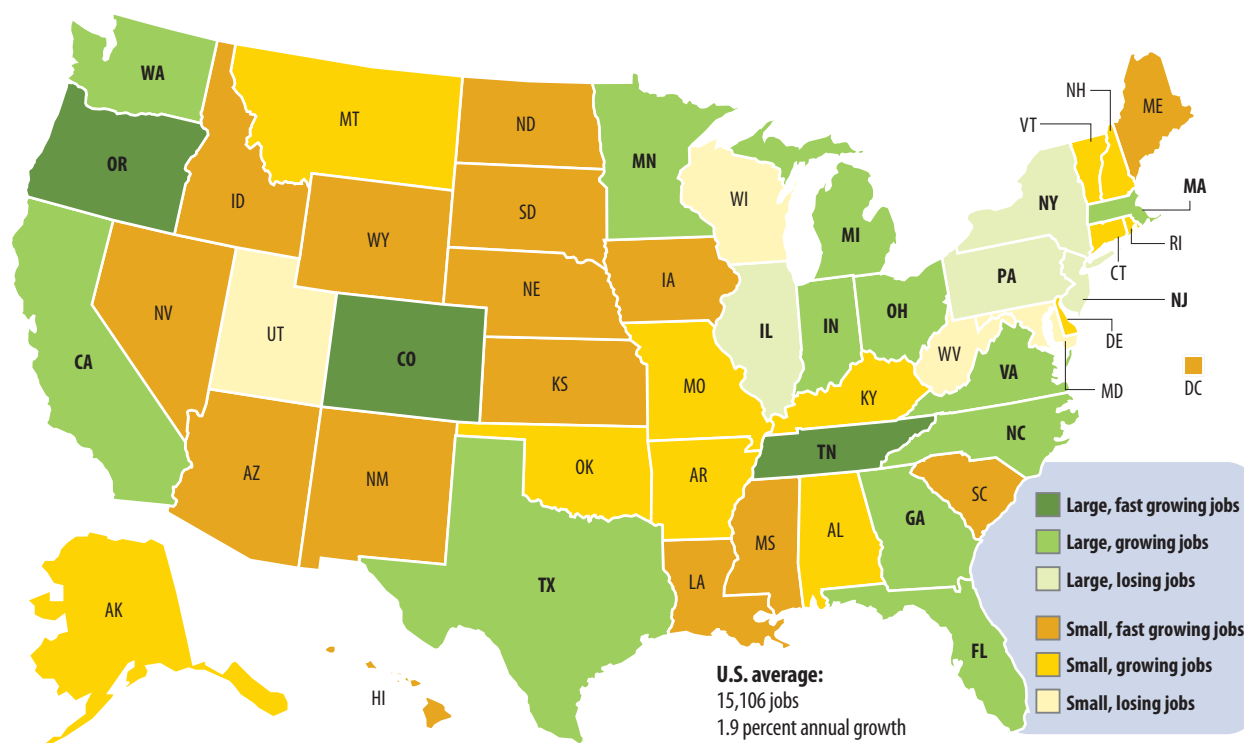 WA
MT
ND
MN
NH
VT
ME
OR
ID
SD
WI
NY
MA
WY
MI
RI
CT
NV
NE
IA
PA
NJ
UT
CO
IL
IN
OH
DE
CA
KS
MO
WV
VA
MD
DC
KY
NC
AZ
NM
OK
AR
TN
SC
MS
AL
GA
TX
LA
FL
AK
HI
Large, fast growing jobs
Large, growing jobs
Large, losing jobs
Small, fast growing jobs
Small, growing jobs
Small, losing jobs
U.S. average:
15,106 jobs
1.9 percent annual growth